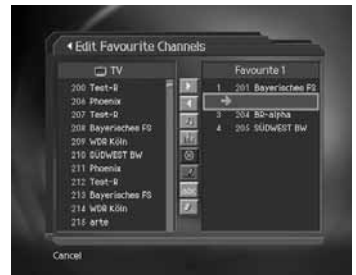 Edit Favourite Channels
TV
200 Test-R
206 Phoenix
207 Test-R
208 Bayerisches FS
209 WDR Köln
210 SÜDWEST BW
211 Phoenix
212 Test-R
213 Bayerisches FS
214 WDR Köln
216 arte
Favourite 1
1 201 Bayerisches FS
3 204 BR-alpha
4 205 SÜDWEST BW
Cancel